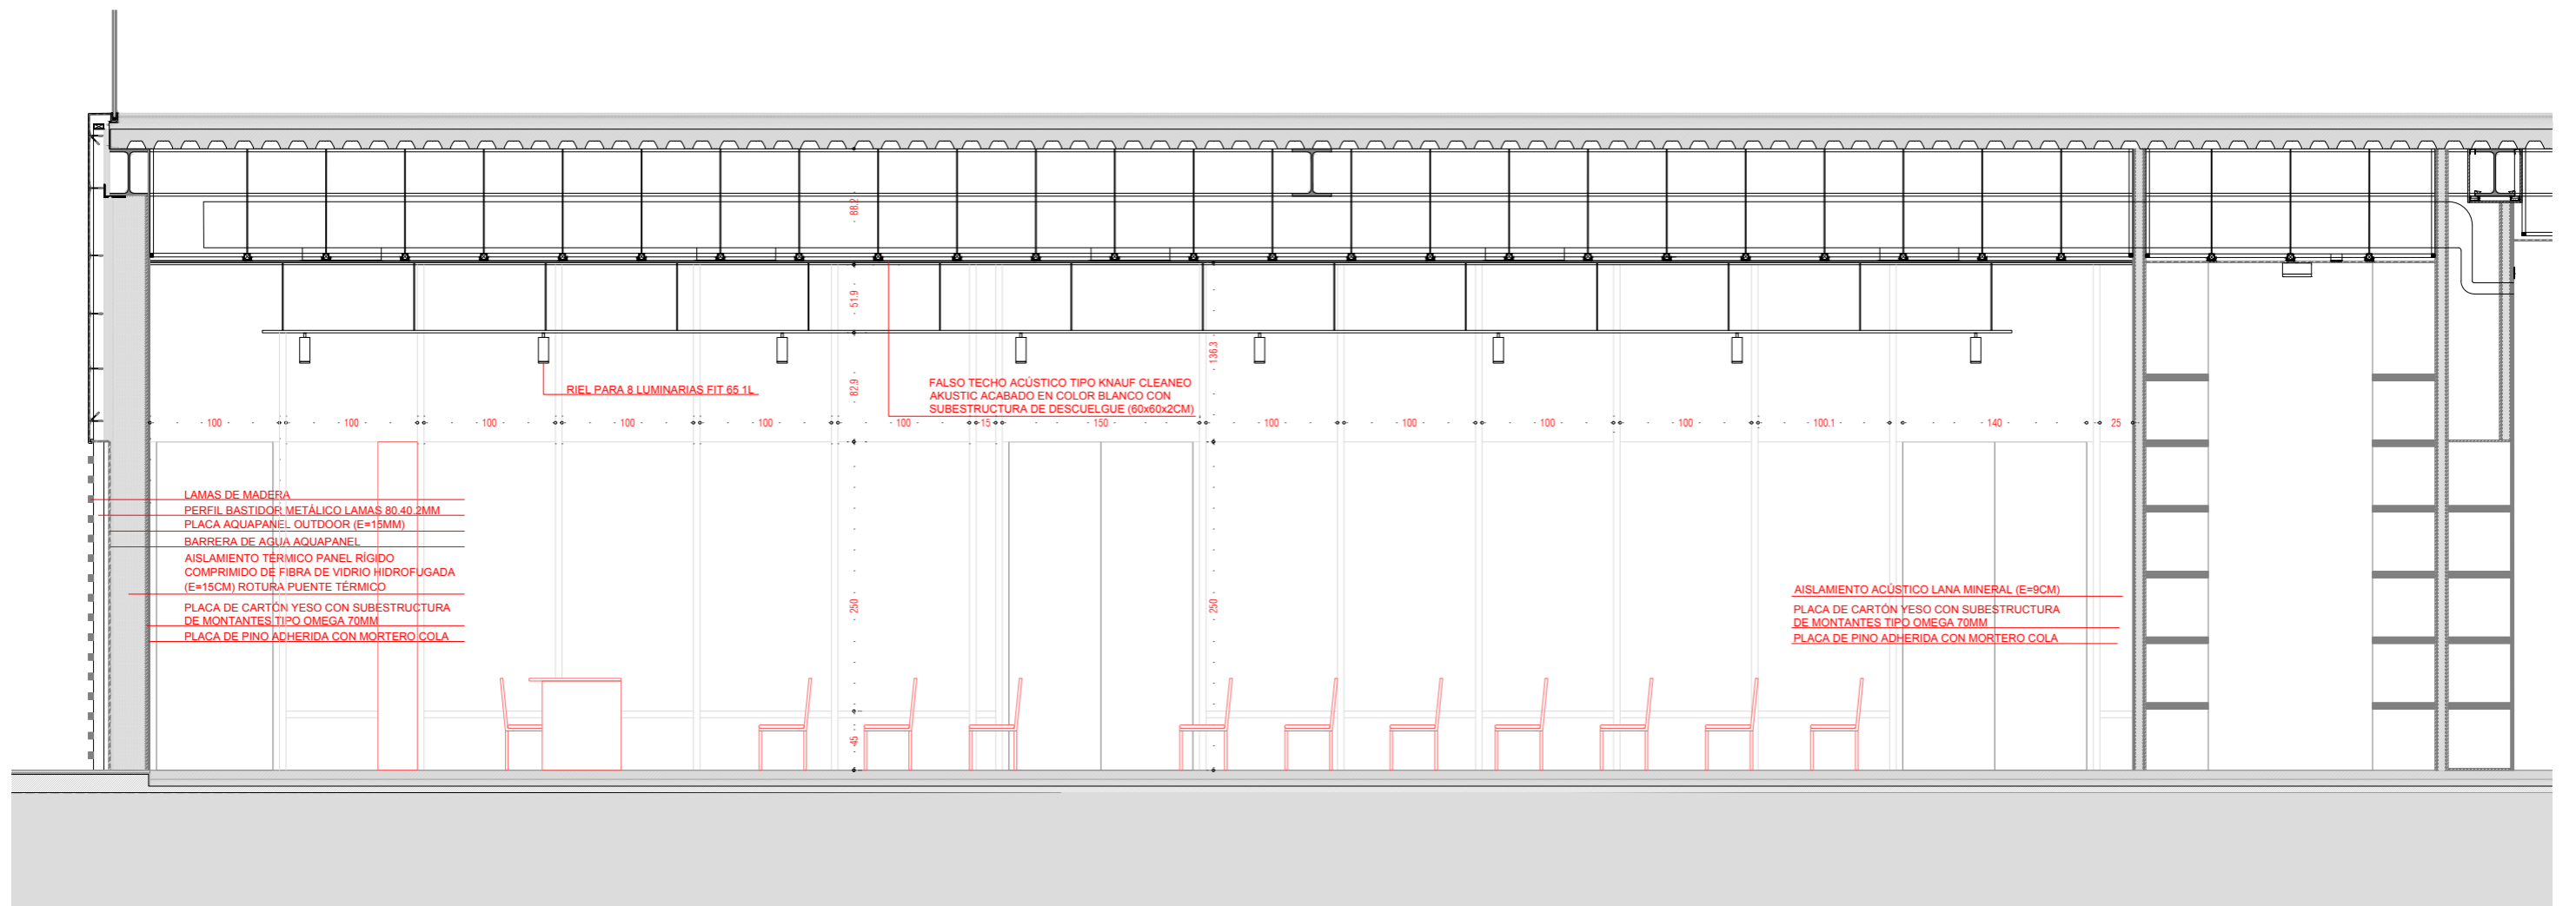 88.2
51.9
136.3
82.9
RIEL PARA 8 LUMINARIAS FIT 65 1L
FALSO TECHO ACÚSTICO TIPO KNAUF CLEANEO
AKUSTIC ACABADO EN COLOR BLANCO CON
SUBESTRUCTURA DE DESCUELGUE (60x60x2CM)
100 100 100 100 100 100 15 150 100 100 100 100 100.1 140 25
LAMAS DE MADERA
PERFIL BASTIDOR METÁLICO LAMAS 80.40.2MM
PLACA AQUAPANEL OUTDOOR (E=15MM)
BARRERA DE AGUA AQUAPANEL
AISLAMIENTO TÉRMICO PANEL RÍGIDO
COMPRIMIDO DE FIBRA DE VIDRIO HIDROFUGADA
(E=15CM) ROTURA PUENTE TÉRMICO
PLACA DE CARTÓN YESO CON SUBESTRUCTURA
DE MONTANTES TIPO OMEGA 70MM
PLACA DE PINO ADHERIDA CON MORTERO COLA
250
250
45
AISLAMIENTO ACÚSTICO LANA MINERAL (E=9CM)
PLACA DE CARTÓN YESO CON SUBESTRUCTURA
DE MONTANTES TIPO OMEGA 70MM
PLACA DE PINO ADHERIDA CON MORTERO COLA